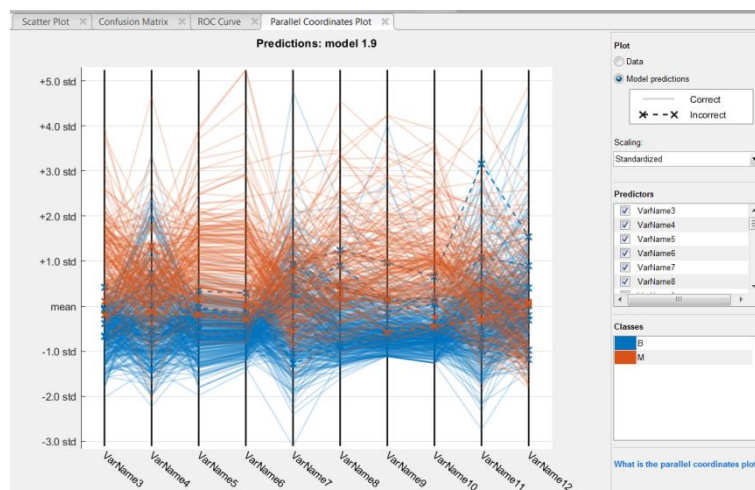 Scatter Plot
Confusion Matrix
ROC Curve
Parallel Coordinates Plot
Predictions: model 1.9
+5.0 std
+4.0 std
+3.0 std
+2.0 std
+1.0 std
mean
-1.0 std
-2.0 std
-3.0 std
VarName3
VarName4
VarName5
VarName6
VarName7
VarName8
VarName9
VarName10
VarName11
VarName12
Plot
Data
Model predictions
Correct
Incorrect
Scaling:
Standardized
Predictors
VarName3
VarName4
VarName5
VarName6
VarName7
VarName8
Classes
B
M
What is the parallel coordinates plot